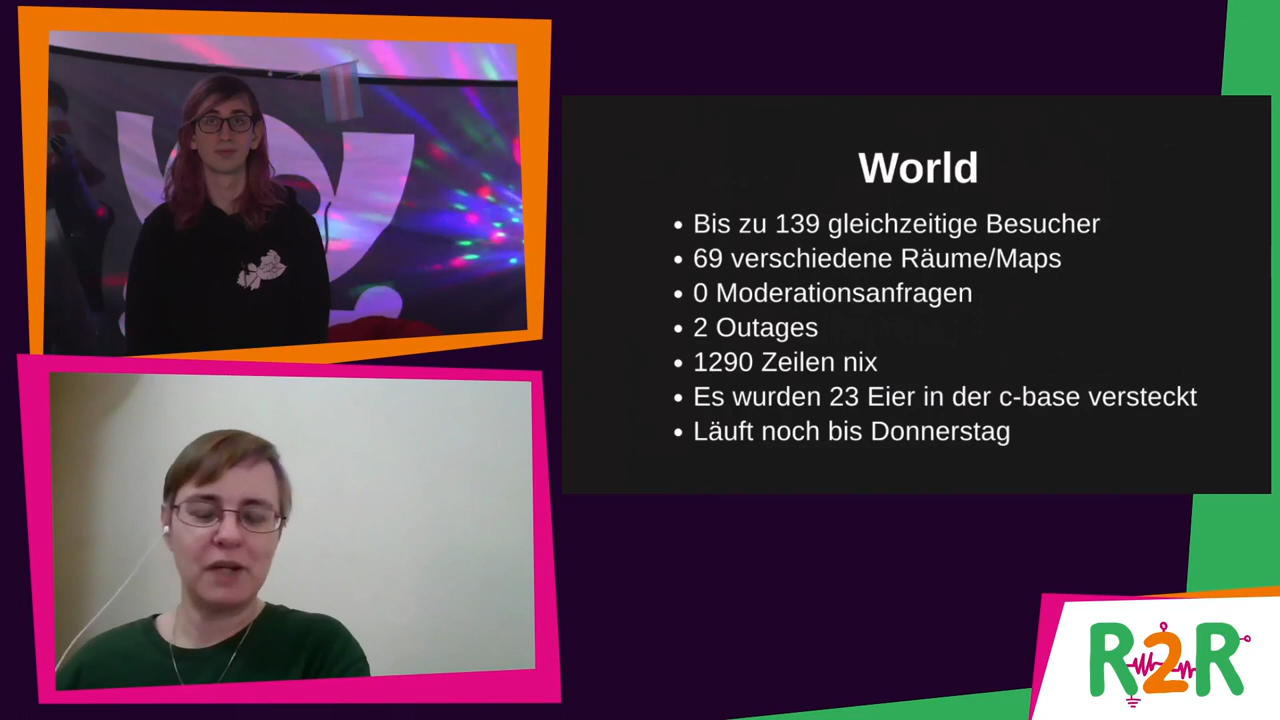 World
• Bis zu 139 gleichzeitige Besucher
• 69 verschiedene Räume/Maps
• 0 Moderationsanfragen
• 2 Outages
• 1290 Zeilen nix
• Es wurden 23 Eier in der c-base versteckt
• Läuft noch bis Donnerstag
R2R